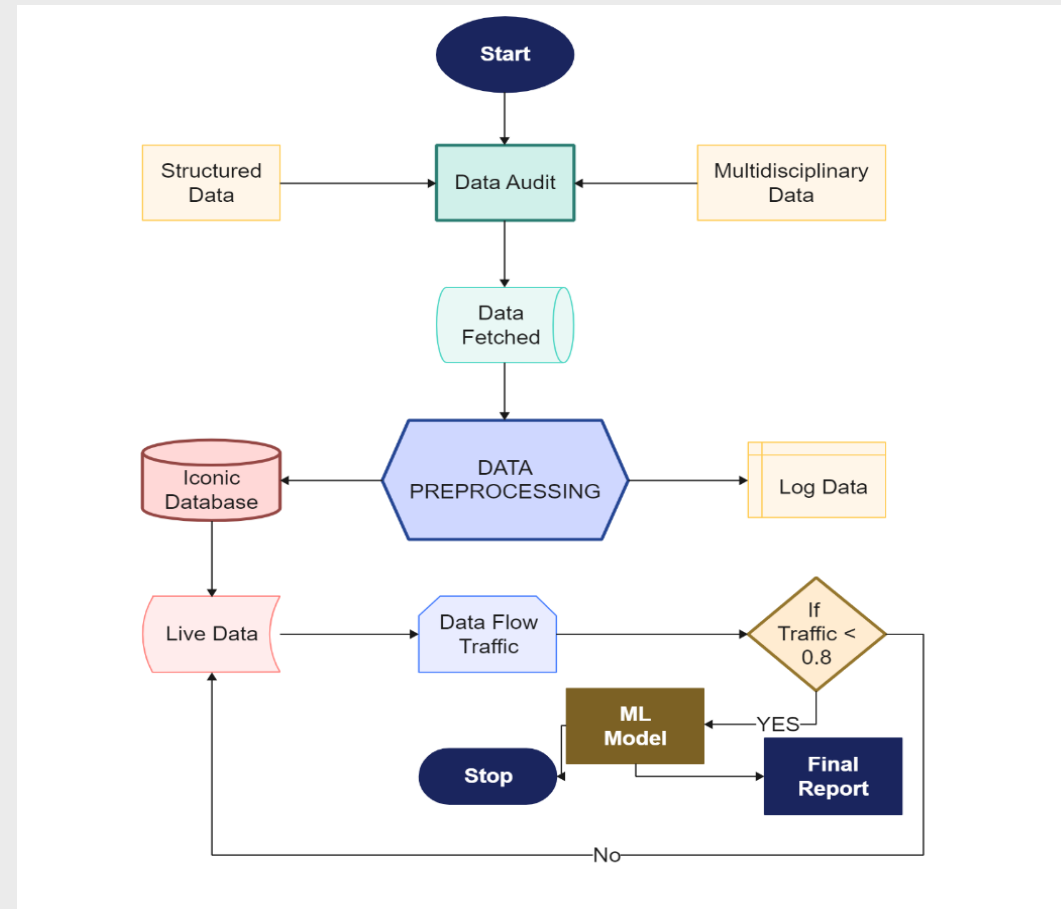 Start
Structured
Data
Data Audit
Multidisciplinary
Data
Data
Fetched
Iconic
Database
DATA
PREPROCESSING
Log Data
Live Data
Data Flow
Traffic
If
Traffic <
0.8
ML
Model
YES
Stop
Final
Report
No